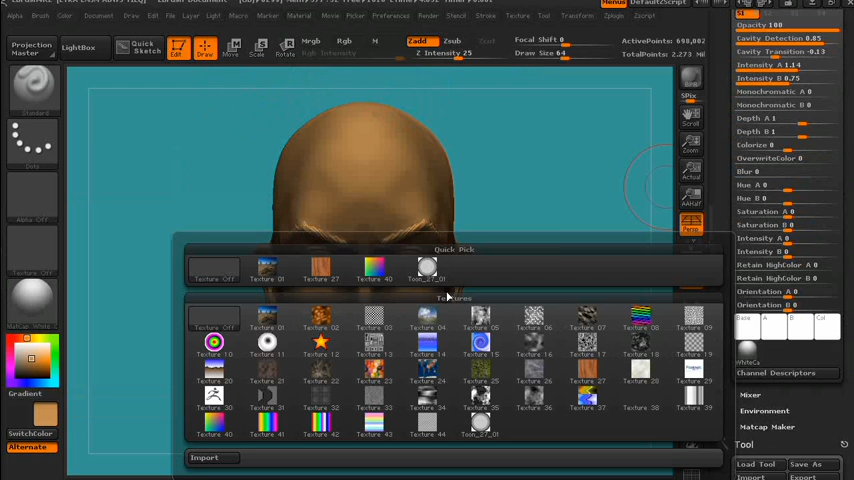 Menus DefaultZScript
Alpha Brush Color Document Draw Edit File Layer Light Macro Marker Material Movie Picker Preferences Render Stencil Stroke Texture Tool Transform Zplugin Zscript
Projection Master
LightBox
Quick Sketch
Edit
Draw
Move
Scale
Rotate
Mrgb Rgb M
Zadd Zsub
Z Intensity 25
Focal Shift 0
Draw Size 64
ActivePoints: 698,002
TotalPoints: 2.273 Mil
Standard
Dots
Alpha Off
Texture Off
MatCap White
Gradient
SwitchColor
Alternate
SPix
Scroll
Zoom
Actual
AAHalf
Persp
Quick Pick
Texture Off Texture 01 Texture 27 Texture 40 Toon_27_01
Textures
Texture Off Texture 01 Texture 02 Texture 03 Texture 04 Texture 05 Texture 06 Texture 07 Texture 08 Texture 09
Texture 10 Texture 11 Texture 12 Texture 13 Texture 14 Texture 15 Texture 16 Texture 17 Texture 18 Texture 19
Texture 20 Texture 21 Texture 22 Texture 23 Texture 24 Texture 25 Texture 26 Texture 27 Texture 28 Texture 29
Texture 30 Texture 31 Texture 32 Texture 33 Texture 34 Texture 35 Texture 36 Texture 37 Texture 38 Texture 39
Texture 40 Texture 41 Texture 42 Texture 43 Texture 44 Toon_27_01
Import
S1
Opacity 100
Cavity Detection 0.85
Cavity Transition -0.13
Intensity A 1.14
Intensity B 0.75
Monochromatic A 0
Monochromatic B 0
Depth A 1
Depth B 1
Colorize 0
OverwriteColor 0
Blur 0
Hue A 0
Hue B 0
Saturation A 0
Saturation B 0
Intensity A 0
Intensity B 0
Retain HighColor A 0
Retain HighColor B 0
Orientation A 0
Orientation B 0
Base A B Col
WhiteCa
Channel Descriptors
Mixer
Environment
Matcap Maker
Tool
Load Tool Save As
Import Export